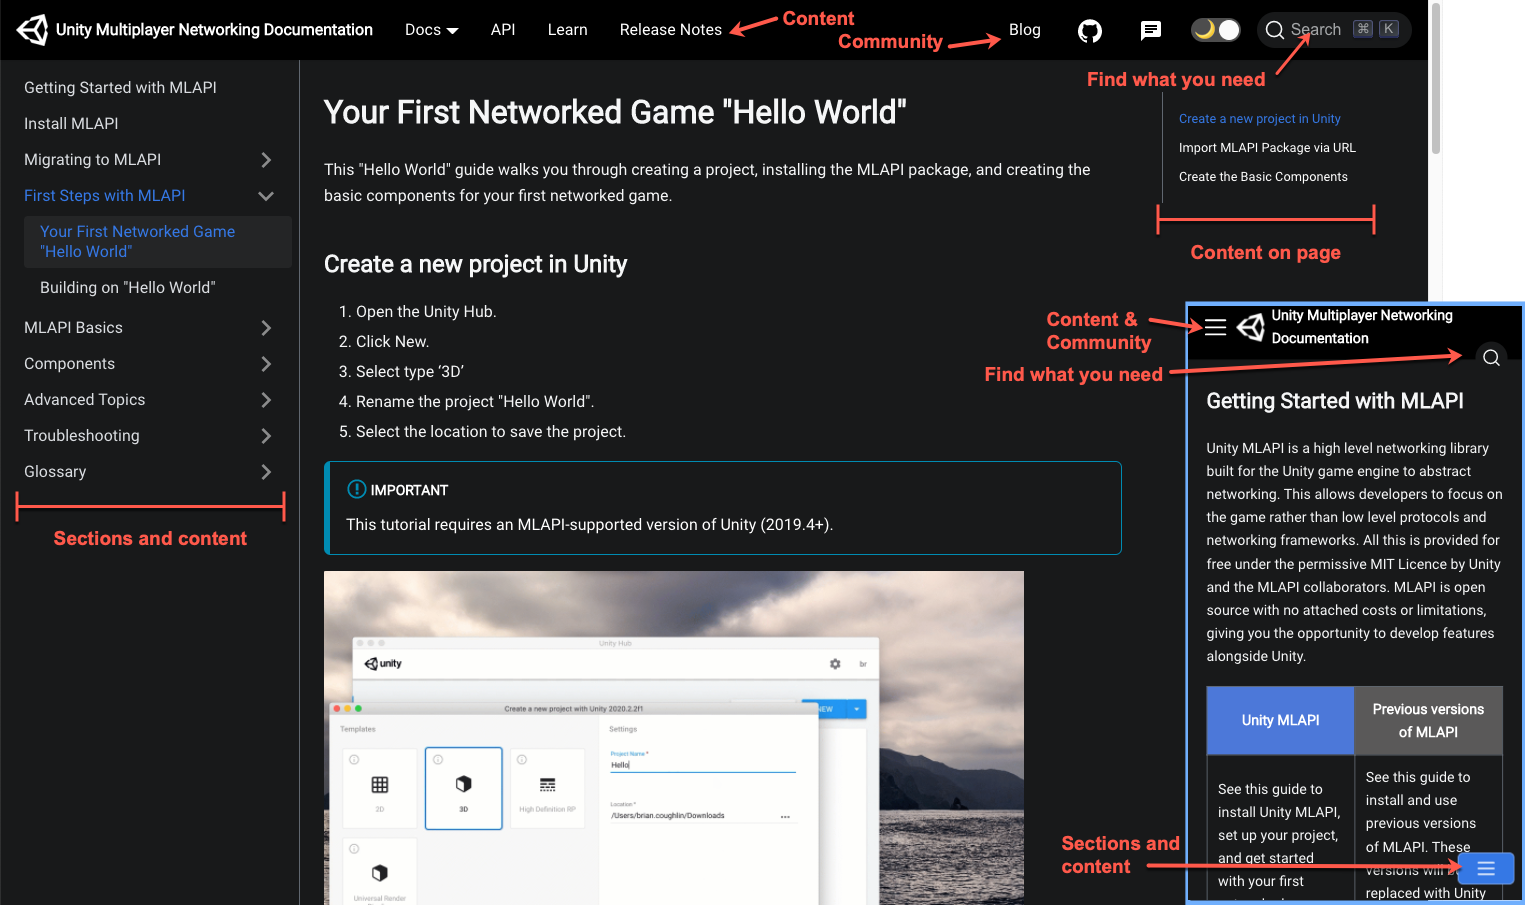 Unity Multiplayer Networking Documentation
Docs
API
Learn
Release Notes
Content
Community
Blog
Search
⌘ K
Find what you need
Getting Started with MLAPI
Install MLAPI
Migrating to MLAPI
First Steps with MLAPI
Your First Networked Game
"Hello World"
Building on "Hello World"
MLAPI Basics
Components
Advanced Topics
Troubleshooting
Glossary
Sections and content
Your First Networked Game "Hello World"
This "Hello World" guide walks you through creating a project, installing the MLAPI package, and creating the
basic components for your first networked game.
Create a new project in Unity
1. Open the Unity Hub.
2. Click New.
3. Select type ‘3D’
4. Rename the project "Hello World".
5. Select the location to save the project.
IMPORTANT
This tutorial requires an MLAPI-supported version of Unity (2019.4+).
Unity Hub
unity
br
NEW
Create a new project with Unity 2020.2.2f1
Templates
2D
3D
High Definition RP
Universal Render
Settings
Project Name *
Hello
Location *
/Users/brian.coughlin/Downloads
Create a new project in Unity
Import MLAPI Package via URL
Create the Basic Components
Content on page
Content &
Community
Find what you need
Unity Multiplayer Networking
Documentation
Getting Started with MLAPI
Unity MLAPI is a high level networking library
built for the Unity game engine to abstract
networking. This allows developers to focus on
the game rather than low level protocols and
networking frameworks. All this is provided for
free under the permissive MIT Licence by Unity
and the MLAPI collaborators. MLAPI is open
source with no attached costs or limitations,
giving you the opportunity to develop features
alongside Unity.
Unity MLAPI
Previous versions
of MLAPI
See this guide to
install Unity MLAPI,
set up your project,
and get started
with your first
See this guide to
install and use
previous versions
of MLAPI. These
versions will
replaced with Unity
Sections and
content